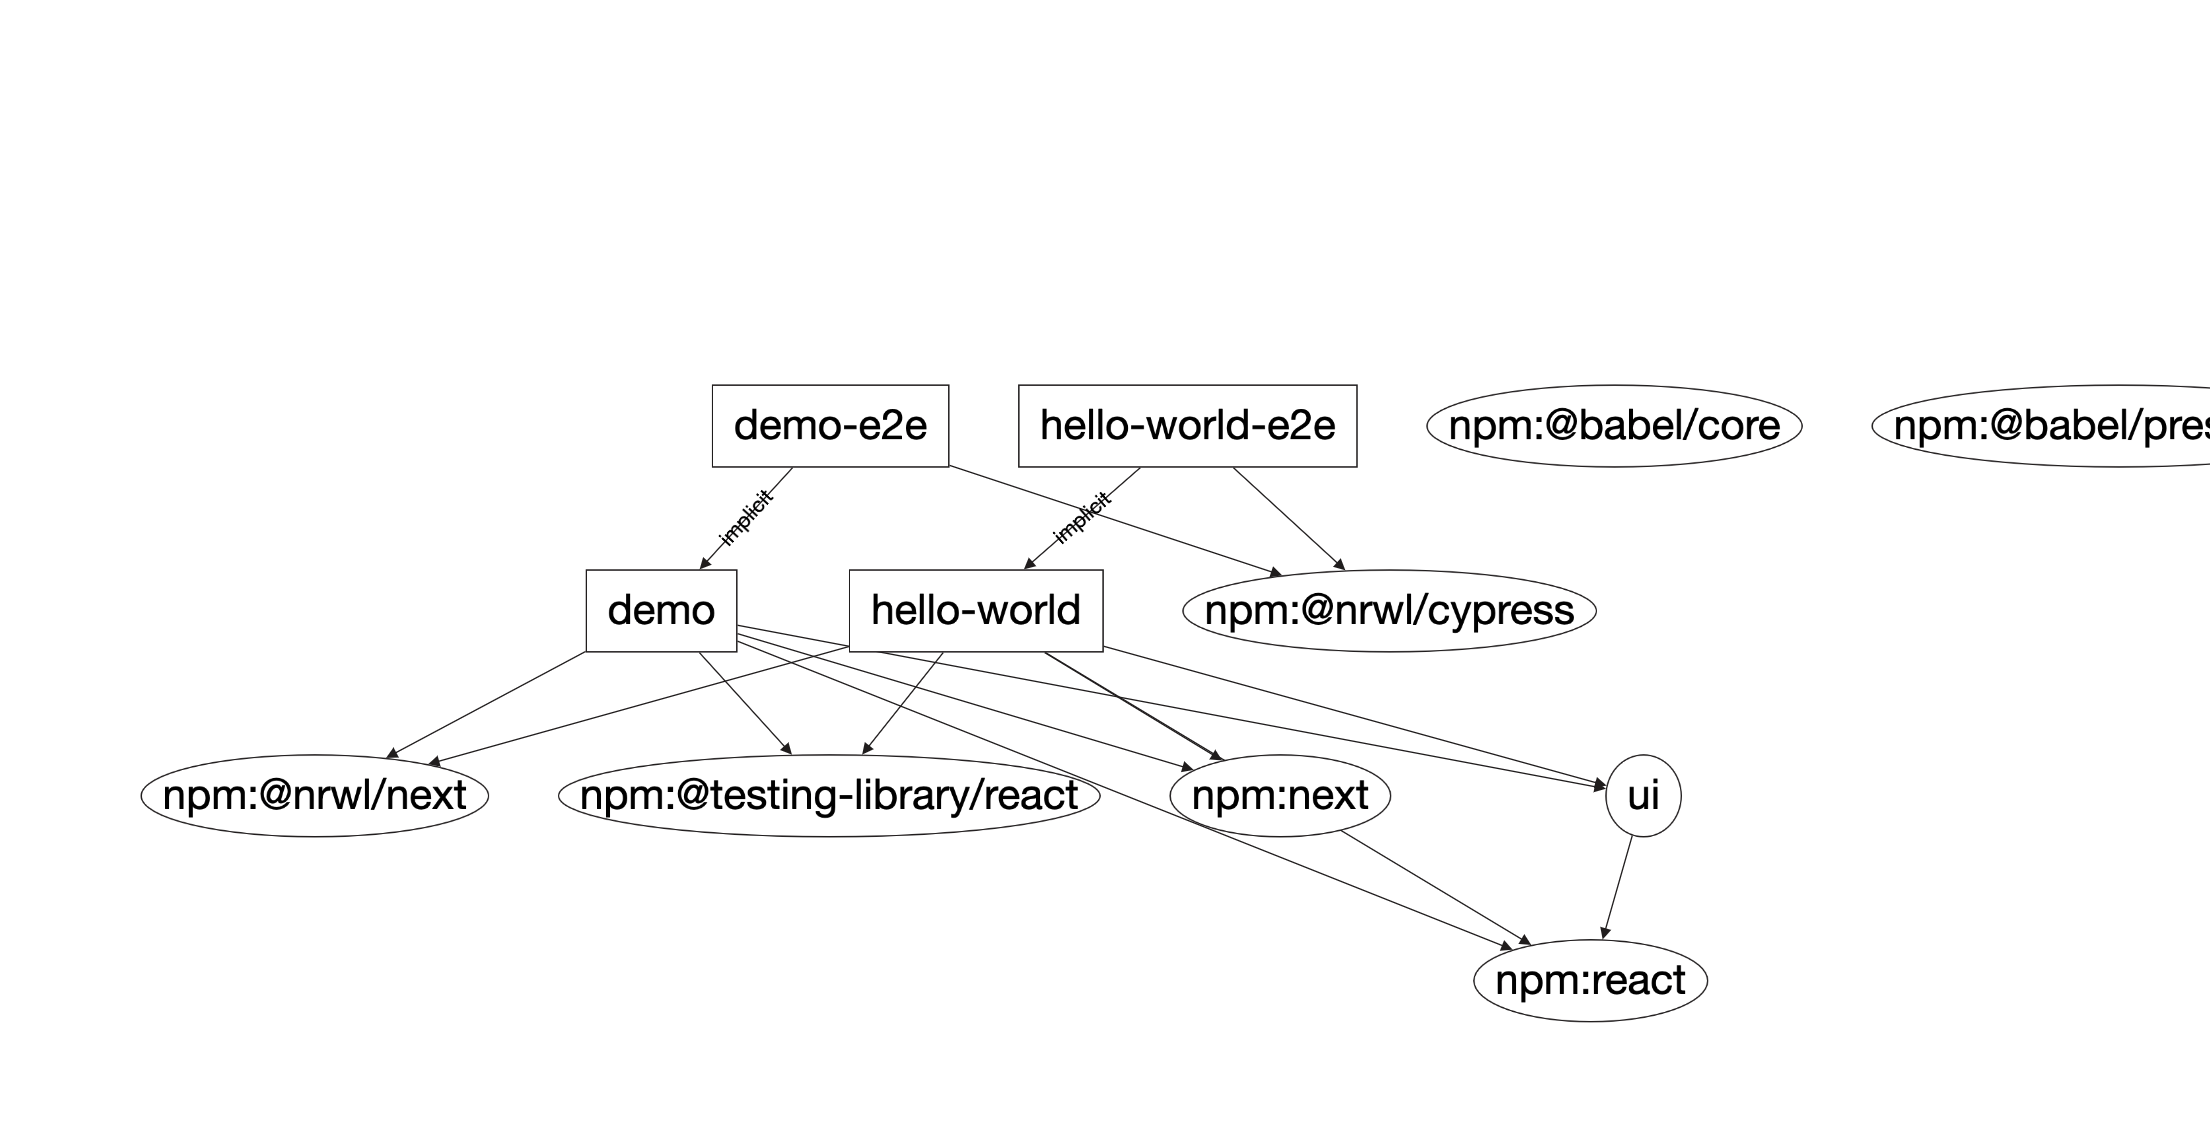 demo-e2e
hello-world-e2e
npm:@babel/core
npm:@babel/pres
implicit
implicit
demo
hello-world
npm:@nrwl/cypress
npm:@nrwl/next
npm:@testing-library/react
npm:next
ui
npm:react